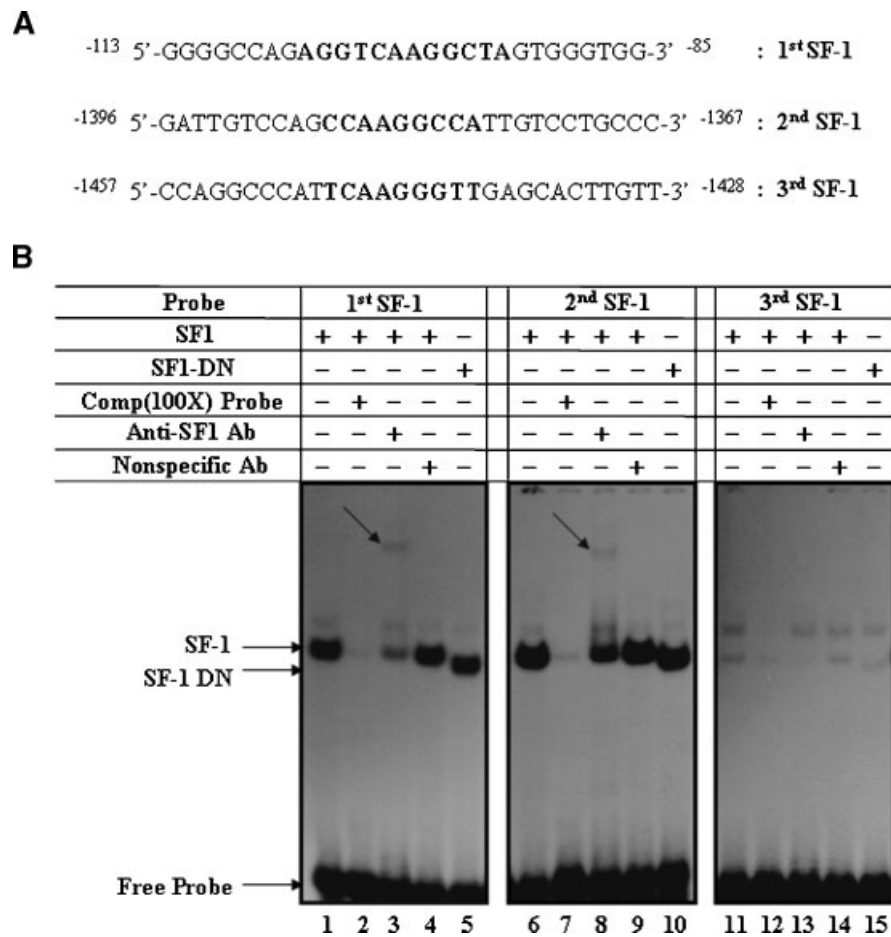 A
-113 5'-GGGGCCAGAGGTCAAGGCTAGTGGGTGG-3' -85 : 1st SF-1
-1396 5'-GATTGTCCAGCCAAGGCCATTGTCCTGCCC-3' -1367 : 2nd SF-1
-1457 5'-CCAGGCCCATTCAAGGGTTGAGCACTTGTT-3' -1428 : 3rd SF-1
B
Probe 1st SF-1 2nd SF-1 3rd SF-1
SF1 + + + + − + + + + − + + + + −
SF1-DN − − − − + − − − − + − − − − +
Comp(100X) Probe − + − − − − + − − − − + − − −
Anti-SF1 Ab − − + − − − − + − − − − + − −
Nonspecific Ab − − − + − − − − + − − − − + −
SF-1
SF-1 DN
Free Probe
1 2 3 4 5 6 7 8 9 10 11 12 13 14 15